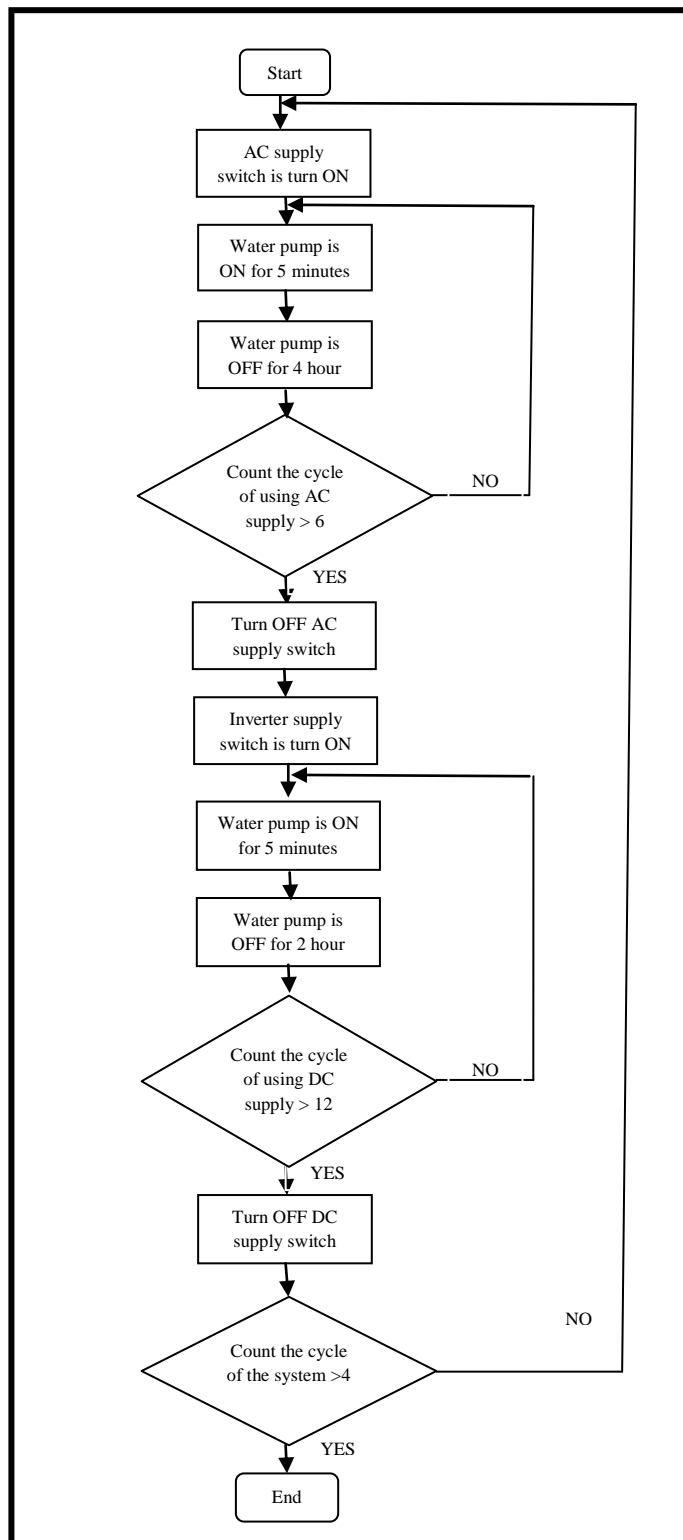 Start
AC supply
switch is turn ON
Water pump is
ON for 5 minutes
Water pump is
OFF for 4 hour
Count the cycle
of using AC
supply > 6
NO
YES
Turn OFF AC
supply switch
Inverter supply
switch is turn ON
Water pump is ON
for 5 minutes
Water pump is
OFF for 2 hour
Count the cycle
of using DC
supply > 12
NO
YES
Turn OFF DC
supply switch
Count the cycle
of the system >4
NO
YES
End